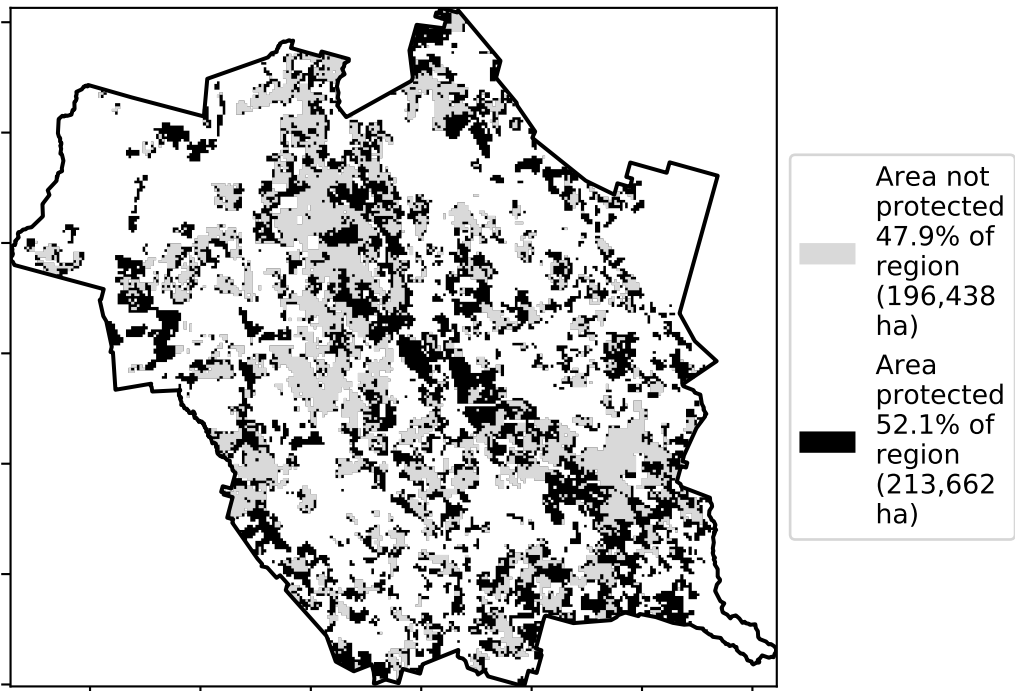 Area not
protected
47.9% of
region
(196,438
ha)
Area
protected
52.1% of
region
(213,662
ha)